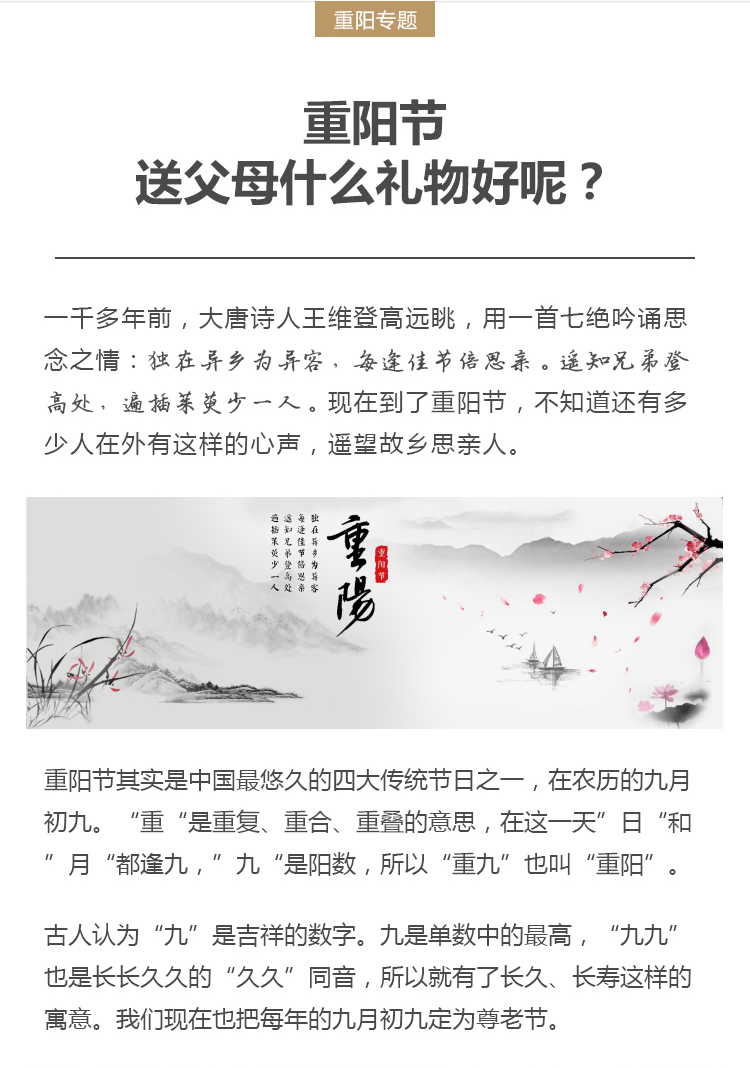 重阳专题
重阳节
送父母什么礼物好呢？
一千多年前，大唐诗人王维登高远眺，用一首七绝吟诵思
念之情：独在异乡为异客，每逢佳节倍思亲。遥知兄弟登
高处，遍插茱萸少一人。现在到了重阳节，不知道还有多
少人在外有这样的心声，遥望故乡思亲人。
重陽
重阳节
独在异乡为异客
每逢佳节倍思亲
遥知兄弟登高处
遍插茱萸少一人
重阳节其实是中国最悠久的四大传统节日之一，在农历的九月
初九。“重“是重复、重合、重叠的意思，在这一天”日“和
”月“都逢九，”九“是阳数，所以“重九”也叫“重阳”。
古人认为“九”是吉祥的数字。九是单数中的最高，“九九”
也是长长久久的“久久”同音，所以就有了长久、长寿这样的
寓意。我们现在也把每年的九月初九定为尊老节。